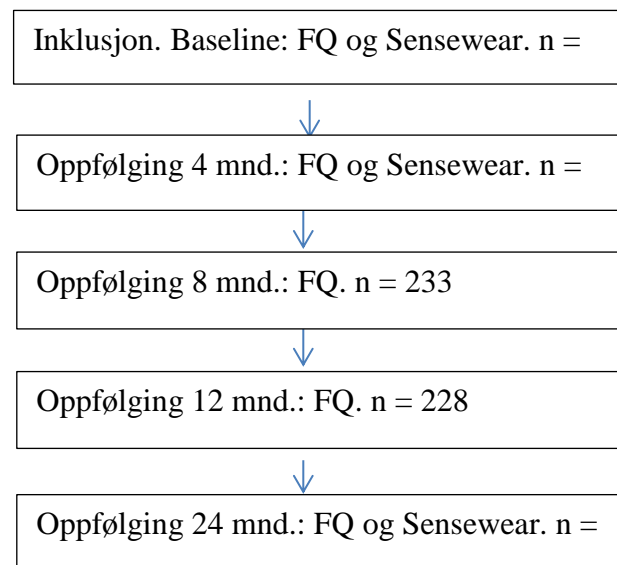 Inklusjon. Baseline: FQ og Sensewear. n =
Oppfølging 4 mnd.: FQ og Sensewear. n =
Oppfølging 8 mnd.: FQ. n = 233
Oppfølging 12 mnd.: FQ. n = 228
Oppfølging 24 mnd.: FQ og Sensewear. n =